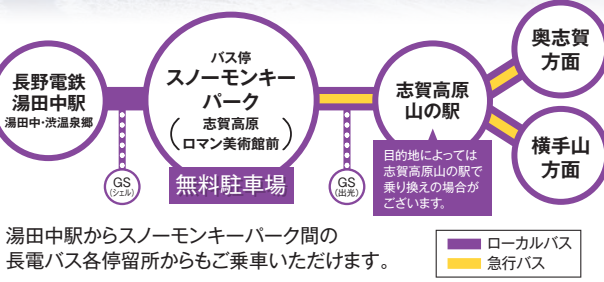 長野電鉄
湯田中駅
湯田中・渋温泉郷
GS
(シェル)
バス停
スノーモンキー
パーク
(志賀高原
ロマン美術館前)
無料駐車場
GS
(出光)
志賀高原
山の駅
目的地によっては
志賀高原山の駅で
乗り換えの場合が
ございます。
奥志賀
方面
横手山
方面
湯田中駅からスノーモンキーパーク間の
長電バス各停留所からもご乗車いただけます。
ローカルバス
急行バス